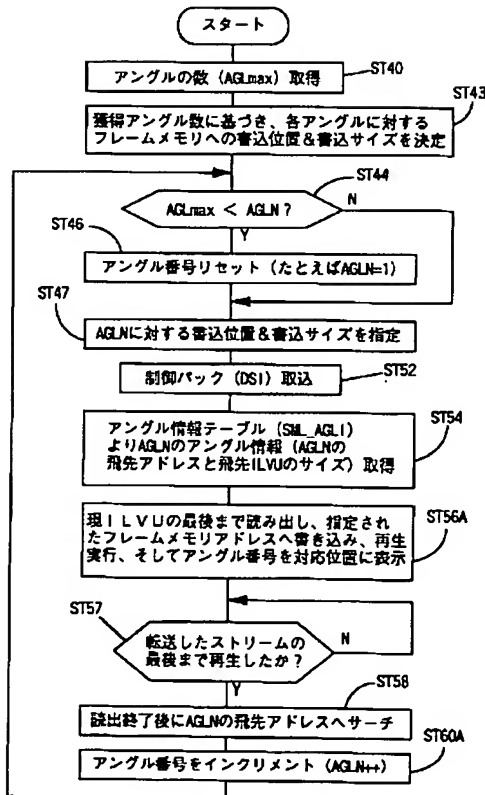 スタート
アングルの数 (AGLmax) 取得
ST40
獲得アングル数に基づき、各アングルに対する
フレームメモリへの書込位置&書込サイズを決定
ST43
AGLmax < AGLN ?
ST44
N
Y
ST46
アングル番号リセット (たとえばAGLN=1)
ST47
AGLNに対する書込位置&書込サイズを指定
制御パック (DSI) 取込
ST52
アングル情報テーブル (SML_AGLI)
よりAGLNのアングル情報 (AGLNの
飛先アドレスと飛先ILVUのサイズ) 取得
ST54
現ILVUの最後まで読み出し、指定され
たフレームメモリアドレスへ書き込み、再生
実行、そしてアングル番号を対応位置に表示
ST56A
ST57
転送したストリームの
最後まで再生したか?
N
Y
ST58
読出終了後にAGLNの飛先アドレスへサーチ
ST60A
アングル番号をインクリメント (AGLN++)